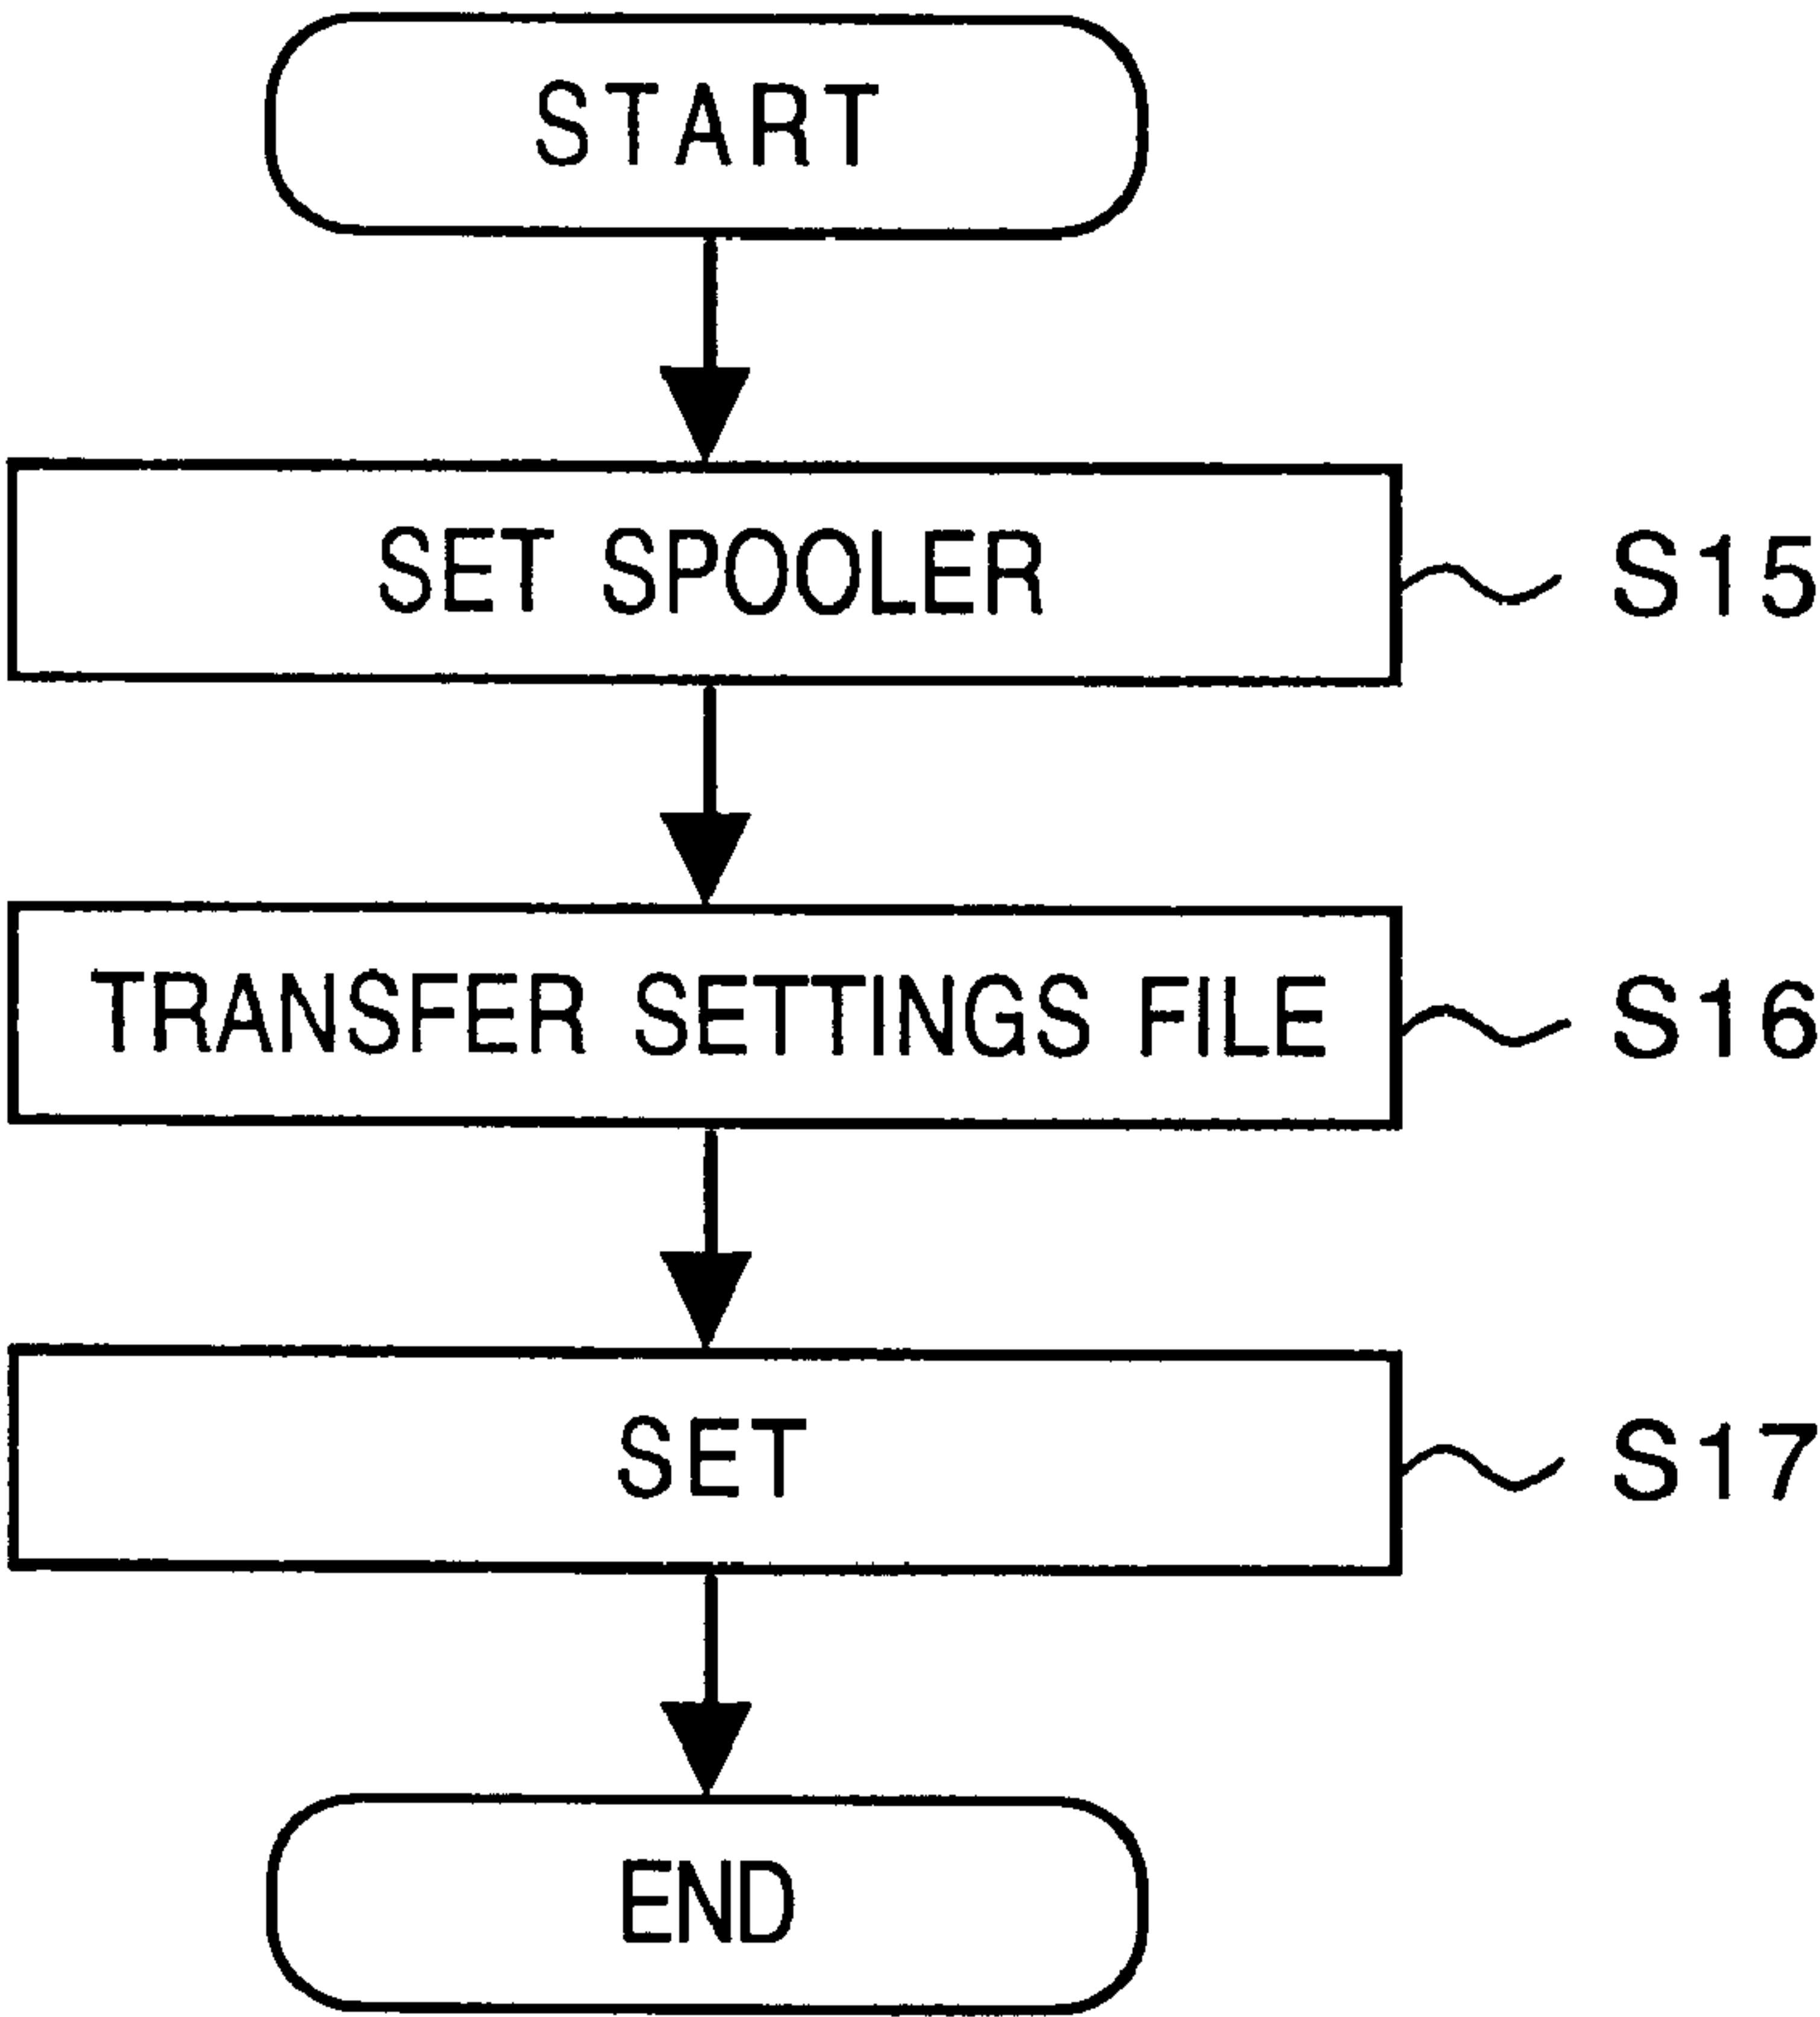 START
SET SPOOLER
S15
TRANSFER SETTINGS FILE
S16
SET
S17
END